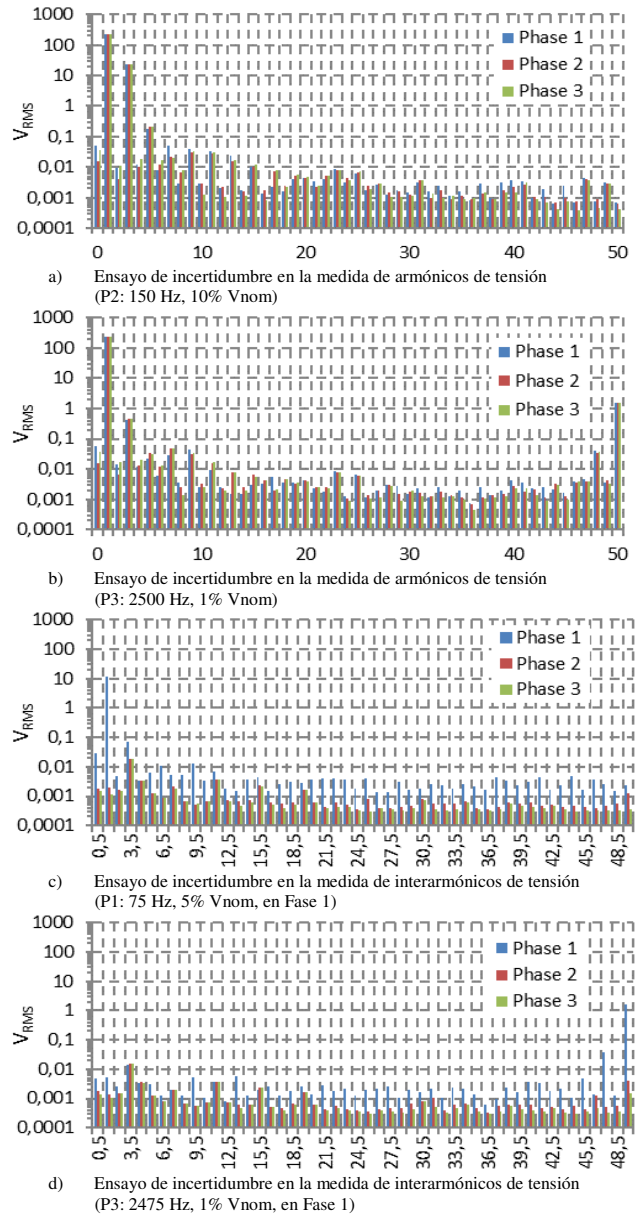 1000
100
10
1
0,1
0,01
0,001
0,0001
V_RMS
Phase 1
Phase 2
Phase 3
0 10 20 30 40 50
a) Ensayo de incertidumbre en la medida de armónicos de tensión
(P2: 150 Hz, 10% Vnom)
1000
100
10
1
0,1
0,01
0,001
0,0001
V_RMS
Phase 1
Phase 2
Phase 3
0 10 20 30 40 50
b) Ensayo de incertidumbre en la medida de armónicos de tensión
(P3: 2500 Hz, 1% Vnom)
1000
100
10
1
0,1
0,01
0,001
0,0001
V_RMS
Phase 1
Phase 2
Phase 3
0,5 3,5 6,5 9,5 12,5 15,5 18,5 21,5 24,5 27,5 30,5 33,5 36,5 39,5 42,5 45,5 48,5
c) Ensayo de incertidumbre en la medida de interarmónicos de tensión
(P1: 75 Hz, 5% Vnom, en Fase 1)
1000
100
10
1
0,1
0,01
0,001
0,0001
V_RMS
Phase 1
Phase 2
Phase 3
0,5 3,5 6,5 9,5 12,5 15,5 18,5 21,5 24,5 27,5 30,5 33,5 36,5 39,5 42,5 45,5 48,5
d) Ensayo de incertidumbre en la medida de interarmónicos de tensión
(P3: 2475 Hz, 1% Vnom, en Fase 1)